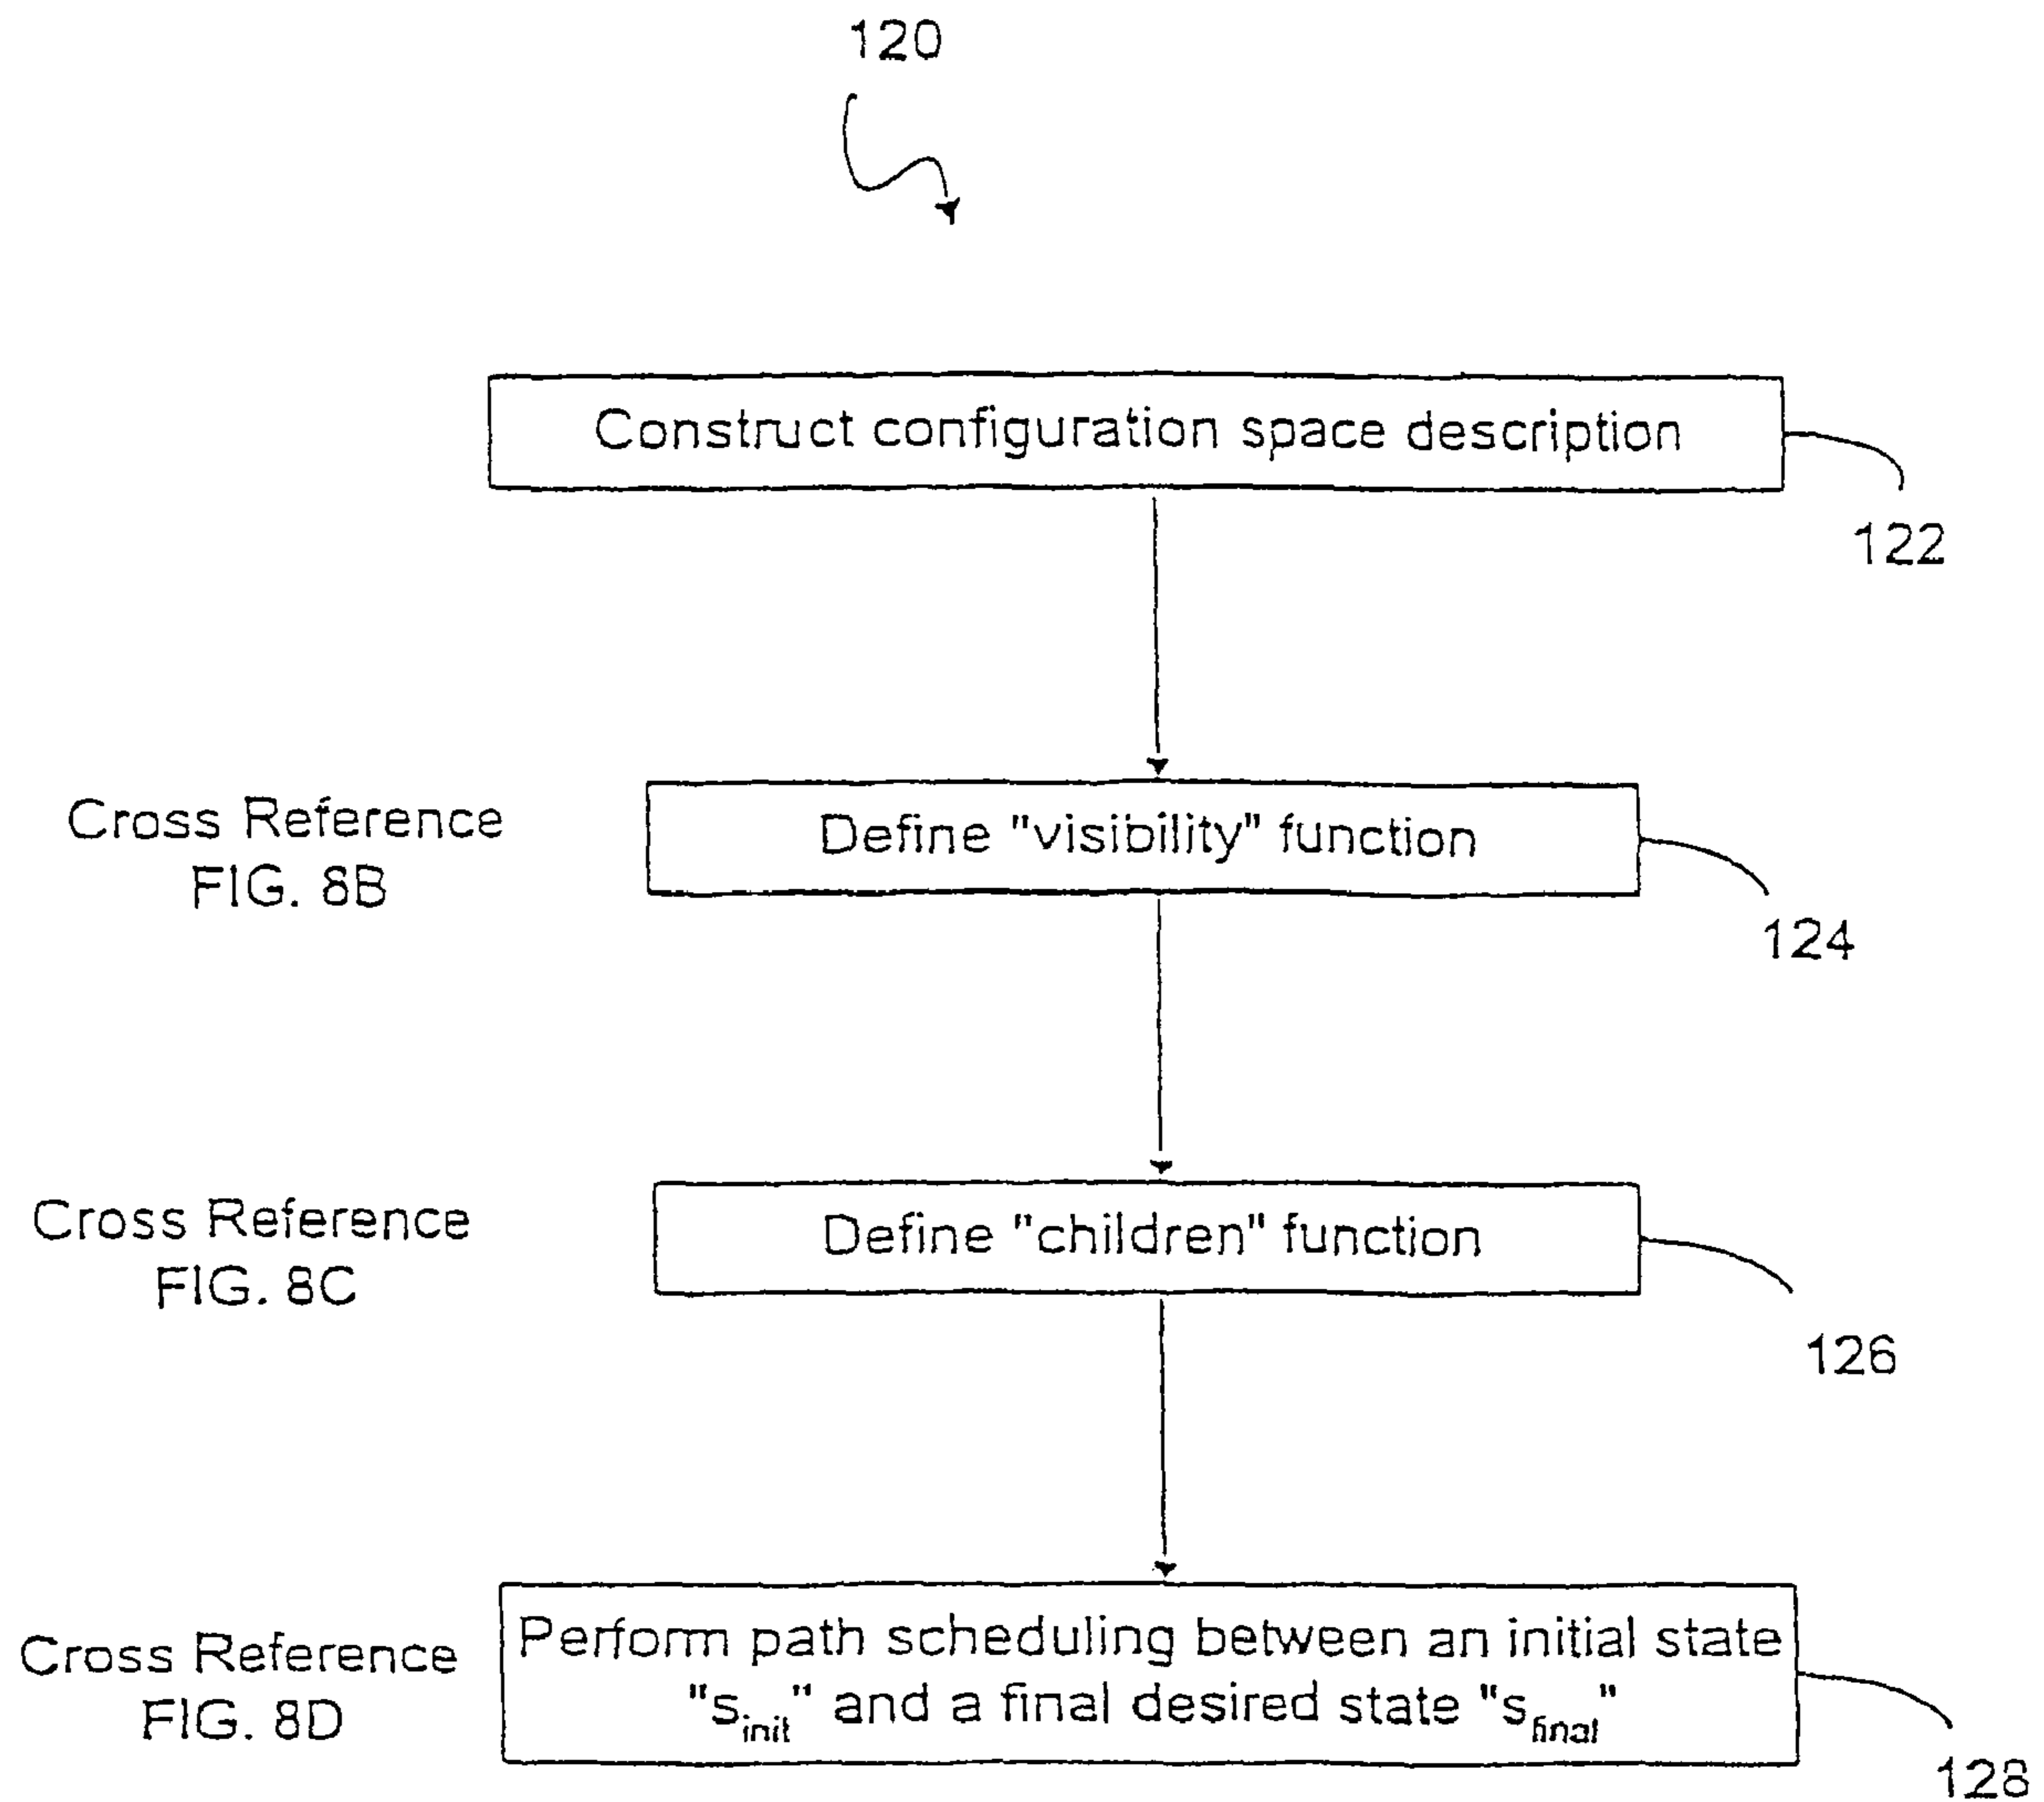 120
Construct configuration space description
122
Cross Reference
FIG. 8B
Define "visibility" function
124
Cross Reference
FIG. 8C
Define "children" function
126
Cross Reference
FIG. 8D
Perform path scheduling between an initial state
"s_init" and a final desired state "s_final"
128